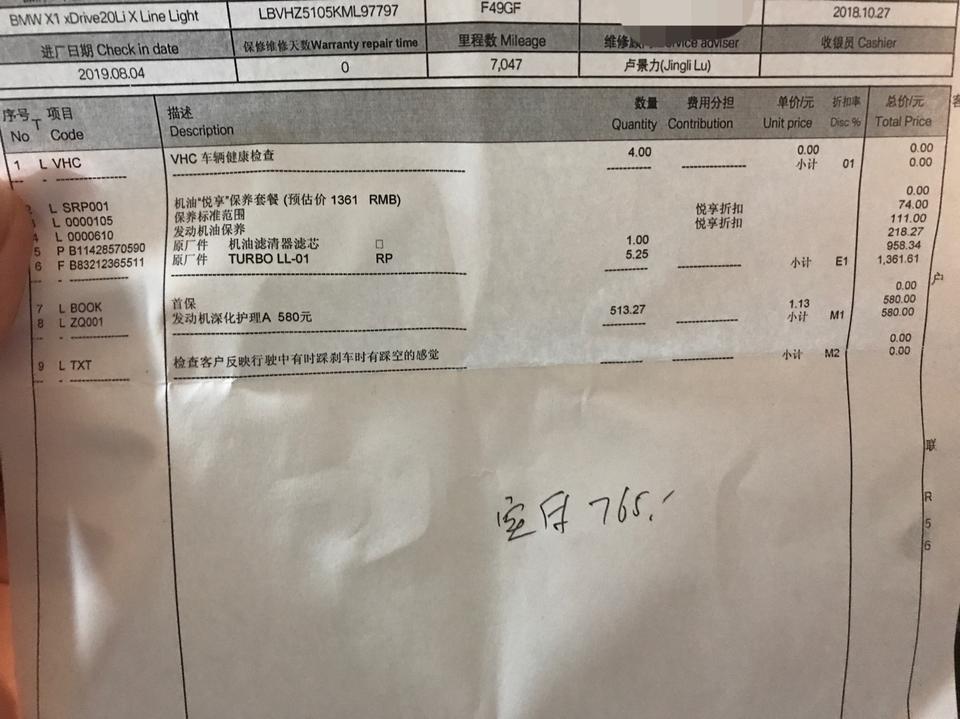 BMW X1 xDrive20Li X Line Light LBVHZ5105KML97797 F49GF 2018.10.27
进厂日期 Check in date 保修维修天数Warranty repair time 里程数 Mileage 维修 service adviser 收银员 Cashier
2019.08.04 0 7,047 卢景力(Jingli Lu)
序号 项目 描述 数量 费用分担 单价/元 折扣率 总价/元 客
No T Code Description Quantity Contribution Unit price Disc % Total Price
1 L VHC VHC 车辆健康检查 4.00 0.00 0.00
小计 01 0.00
0.00
L SRP001 机油"悦享"保养套餐 (预估价 1361 RMB) 悦享折扣 74.00
L 0000105 保养标准范围 悦享折扣 111.00
4 L 0000610 发动机油保养 218.27
5 P B11428570590 原厂件 机油滤清器滤芯 □ 1.00 958.34
6 F B83212365511 原厂件 TURBO LL-01 RP 5.25 小计 E1 1,361.61
户
0.00
7 L BOOK 首保 1.13 580.00
8 L ZQ001 发动机深化护理A 580元 513.27 小计 M1 580.00
0.00
9 L TXT 检查客户反映行驶中有时踩刹车时有踩空的感觉 小计 M2 0.00
联
实付 765.
R
5
6